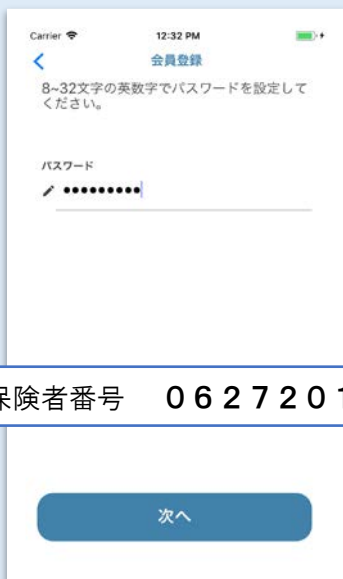 Carrier 12:32 PM
会員登録
8~32文字の英数字でパスワードを設定して
ください。
パスワード
●●●●●●●●●
保険者番号 ０６２７２０１
次へ